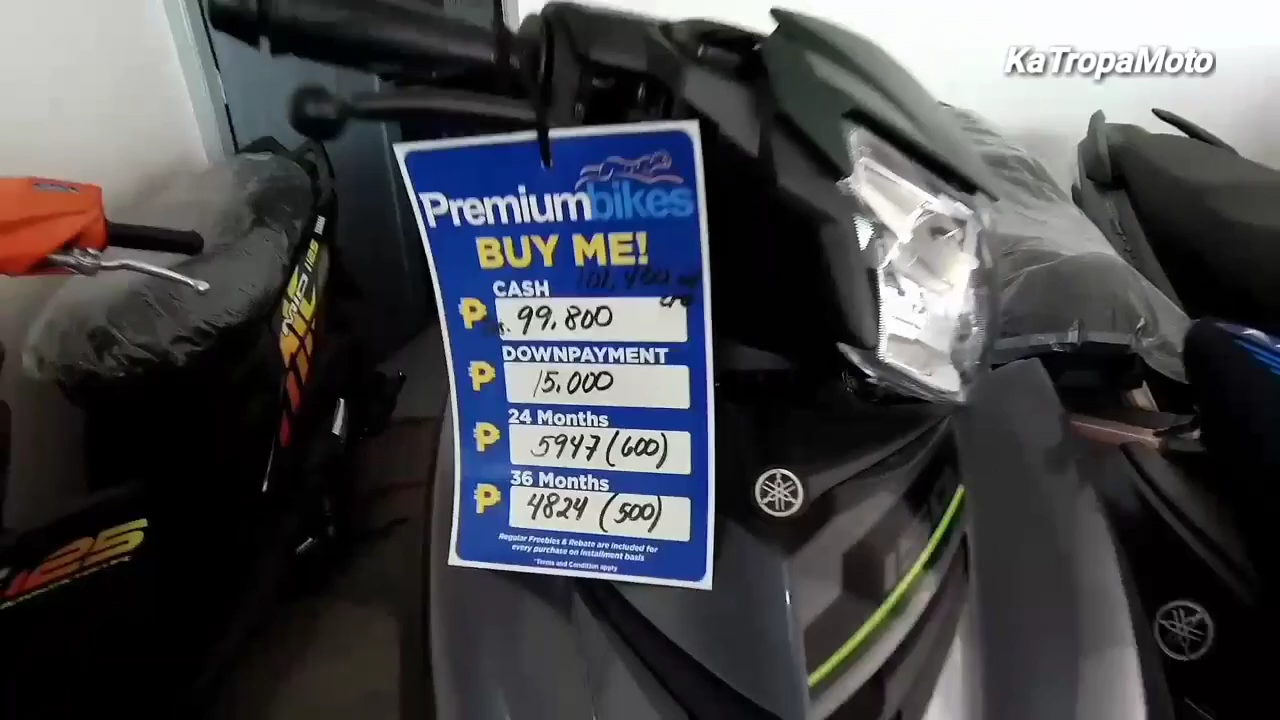 KaTropaMoto
Premiumbikes
BUY ME!
CASH
₱ 99.800
DOWNPAYMENT
₱ 15.000
24 Months
₱ 5947 (600)
36 Months
₱ 4824 (500)
Regular Freebies & Rebate are included for
every purchase on installment basis
*Terms and Condition apply
125